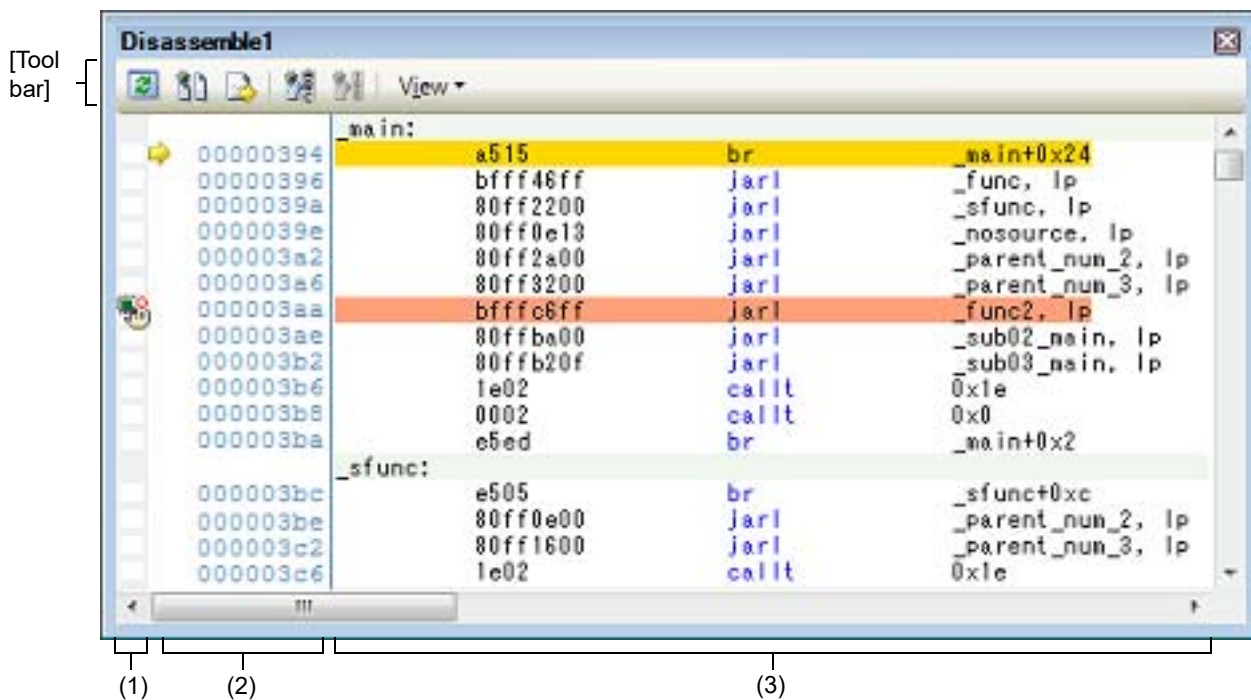 Disassemble1
[Tool bar]
View
_main:
00000394 a515 br _main+0x24
00000396 bfff46ff jarl _func, lp
0000039a 80ff2200 jarl _sfunc, lp
0000039e 80ff0e13 jarl _nosource, lp
000003a2 80ff2a00 jarl _parent_num_2, lp
000003a6 80ff3200 jarl _parent_num_3, lp
000003aa bfffc6ff jarl _func2, lp
000003ae 80ffba00 jarl _sub02_main, lp
000003b2 80ffb20f jarl _sub03_main, lp
000003b6 1e02 callt 0x1e
000003b8 0002 callt 0x0
000003ba e5ed br _main+0x2
_sfunc:
000003bc e505 br _sfunc+0xc
000003be 80ff0e00 jarl _parent_num_2, lp
000003c2 80ff1600 jarl _parent_num_3, lp
000003c6 1e02 callt 0x1e
(1) (2) (3)